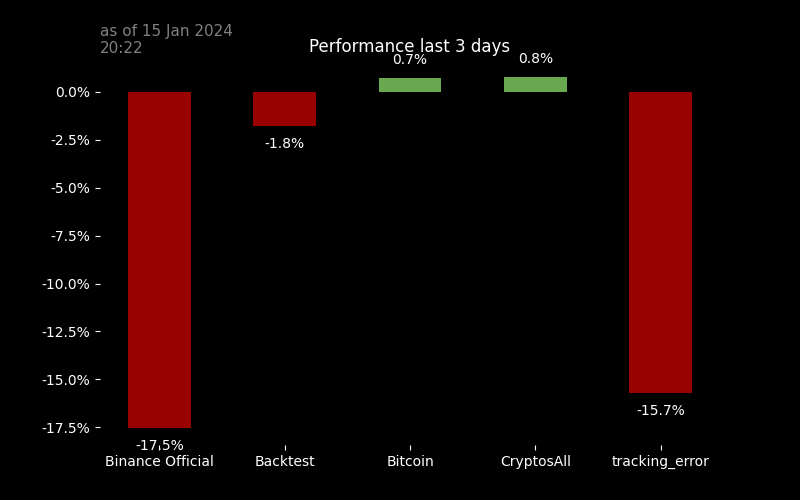 as of 15 Jan 2024
20:22
Performance last 3 days
0.7%
0.8%
0.0%
-2.5%
-1.8%
-5.0%
-7.5%
-10.0%
-12.5%
-15.0%
-15.7%
-17.5%
-17.5%
Binance Official
Backtest
Bitcoin
CryptosAll
tracking_error